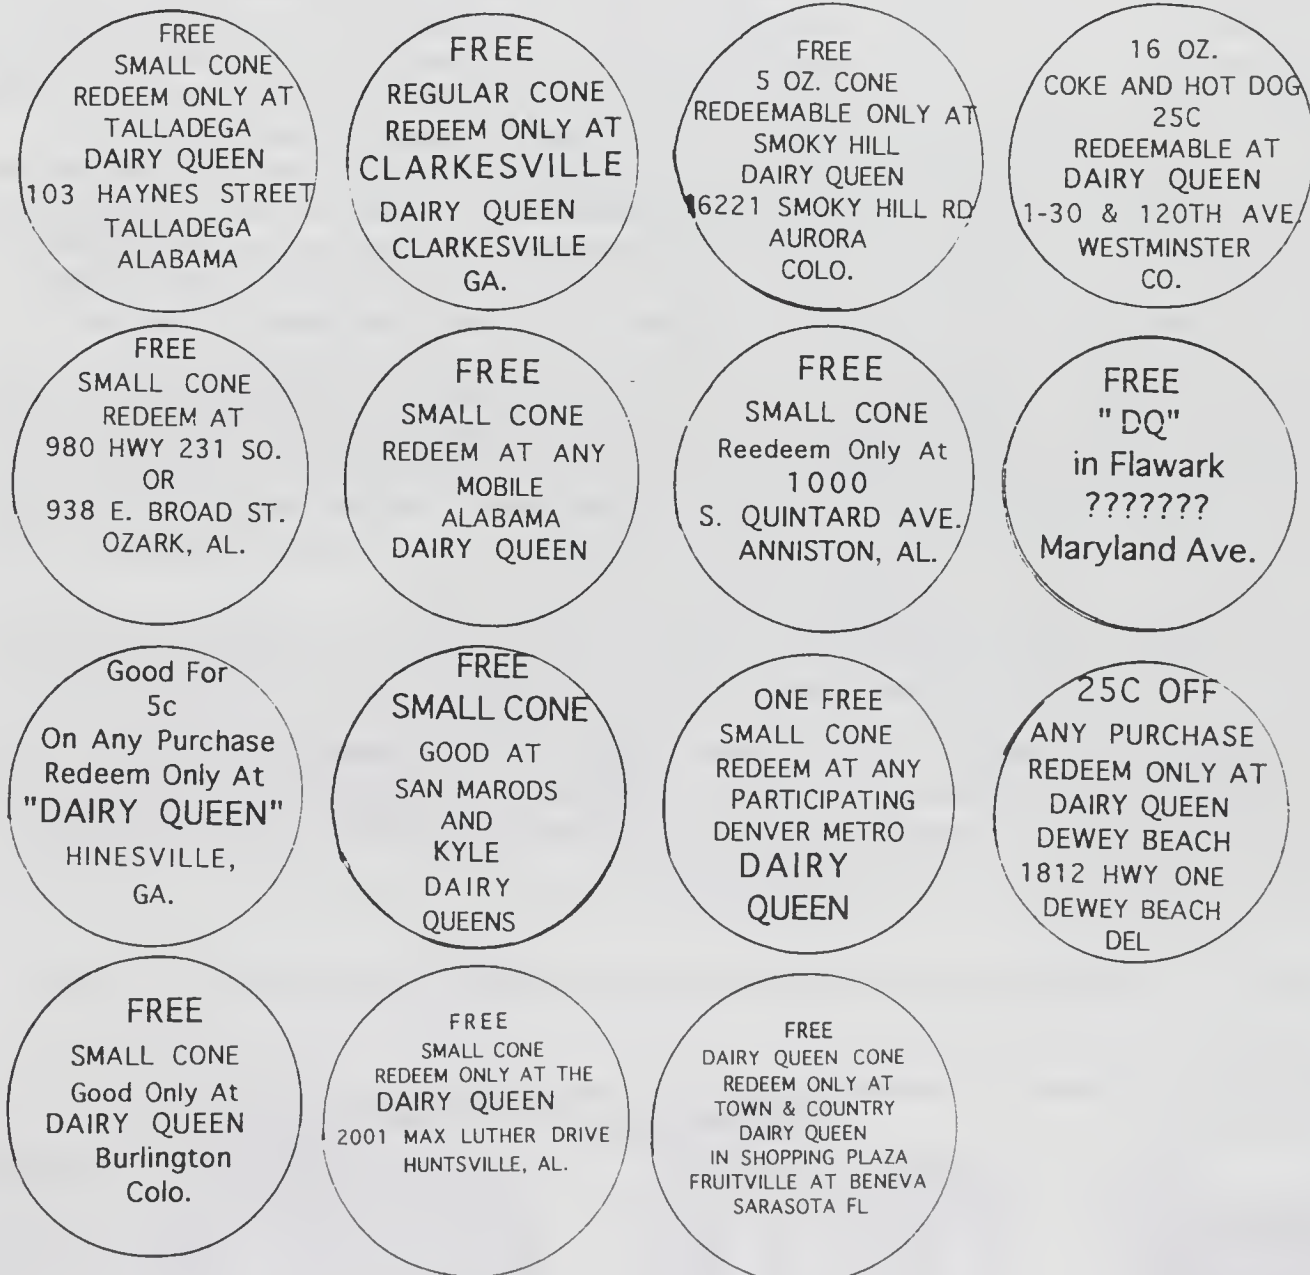 FREE
SMALL CONE
REDEEM ONLY AT
TALLADEGA
DAIRY QUEEN
103 HAYNES STREET
TALLADEGA
ALABAMA
FREE
REGULAR CONE
REDEEM ONLY AT
CLARKESVILLE
DAIRY QUEEN
CLARKESVILLE
GA.
FREE
5 OZ. CONE
REDEEMABLE ONLY AT
SMOKY HILL
DAIRY QUEEN
16221 SMOKY HILL RD
AURORA
COLO.
16 OZ.
COKE AND HOT DOG
25C
REDEEMABLE AT
DAIRY QUEEN
1-30 & 120TH AVE.
WESTMINSTER
CO.
FREE
SMALL CONE
REDEEM AT
980 HWY 231 SO.
OR
938 E. BROAD ST.
OZARK, AL.
FREE
SMALL CONE
REDEEM AT ANY
MOBILE
ALABAMA
DAIRY QUEEN
FREE
SMALL CONE
Reedeem Only At
1000
S. QUINTARD AVE.
ANNISTON, AL.
FREE
"DQ"
in Flawark
???????
Maryland Ave.
Good For
5c
On Any Purchase
Redeem Only At
"DAIRY QUEEN"
HINESVILLE,
GA.
FREE
SMALL CONE
GOOD AT
SAN MARODS
AND
KYLE
DAIRY
QUEENS
ONE FREE
SMALL CONE
REDEEM AT ANY
PARTICIPATING
DENVER METRO
DAIRY
QUEEN
25C OFF
ANY PURCHASE
REDEEM ONLY AT
DAIRY QUEEN
DEWEY BEACH
1812 HWY ONE
DEWEY BEACH
DEL
FREE
SMALL CONE
Good Only At
DAIRY QUEEN
Burlington
Colo.
FREE
SMALL CONE
REDEEM ONLY AT THE
DAIRY QUEEN
2001 MAX LUTHER DRIVE
HUNTSVILLE, AL.
FREE
DAIRY QUEEN CONE
REDEEM ONLY AT
TOWN & COUNTRY
DAIRY QUEEN
IN SHOPPING PLAZA
FRUITVILLE AT BENEVA
SARASOTA FL